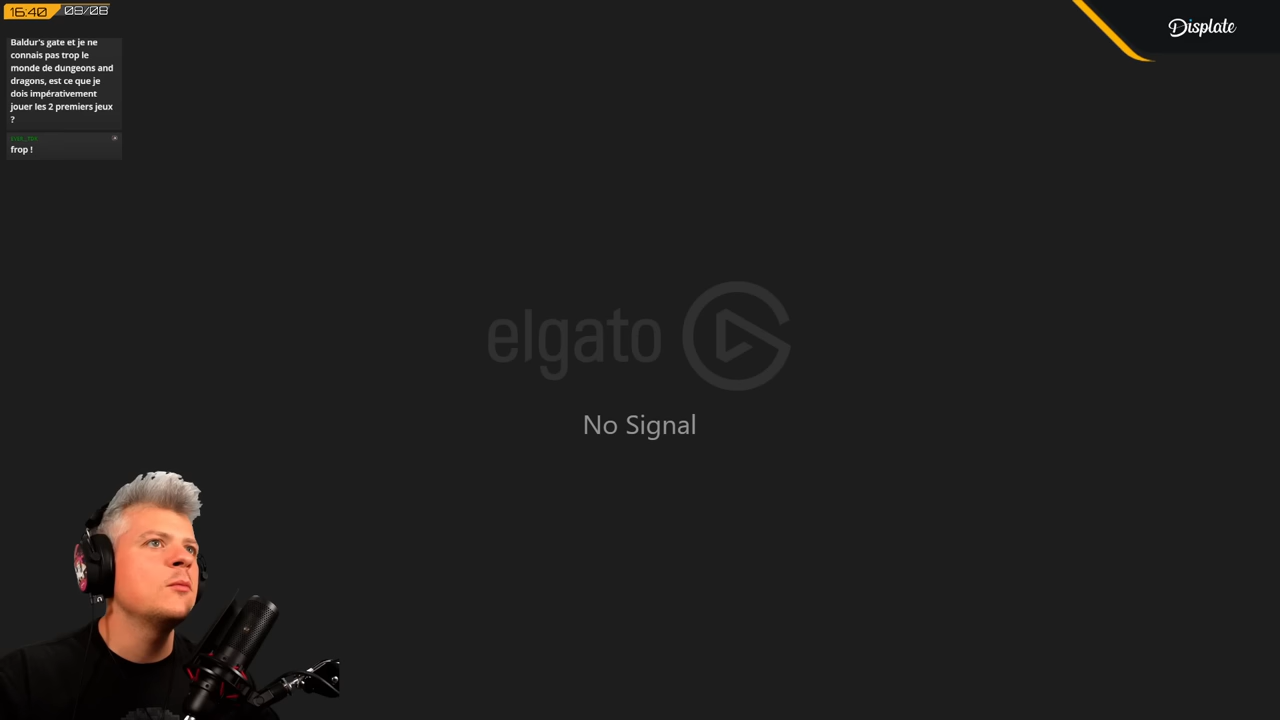 16:40 09/08
Displate
Baldur's gate et je ne
connais pas trop le
monde de dungeons and
dragons, est ce que je
dois impérativement
jouer les 2 premiers jeux
?
frop !
elgato
No Signal